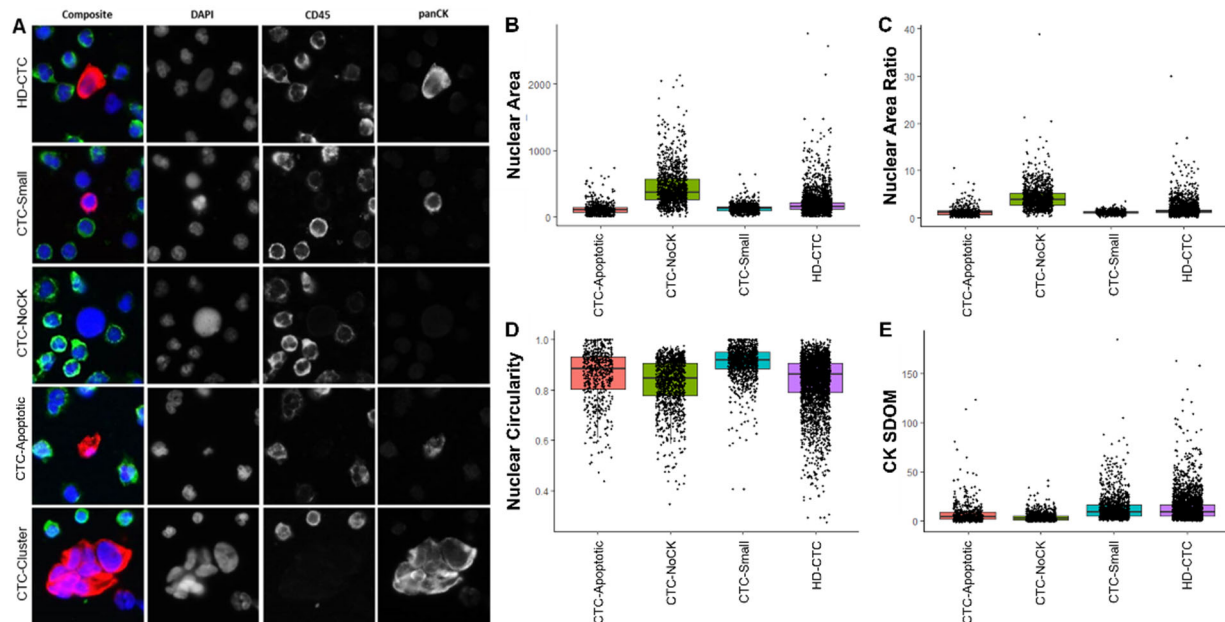 A
Composite
DAPI
CD45
panCK
HD-CTC
CTC-Small
CTC-NoCK
CTC-Apoptotic
CTC-Cluster
B
Nuclear Area
2000
1000
0
CTC-Apoptotic
CTC-NoCK
CTC-Small
HD-CTC
C
Nuclear Area Ratio
40
30
20
10
0
CTC-Apoptotic
CTC-NoCK
CTC-Small
HD-CTC
D
Nuclear Circularity
1.0
0.8
0.6
0.4
CTC-Apoptotic
CTC-NoCK
CTC-Small
HD-CTC
E
CK SDOM
150
100
50
0
CTC-Apoptotic
CTC-NoCK
CTC-Small
HD-CTC